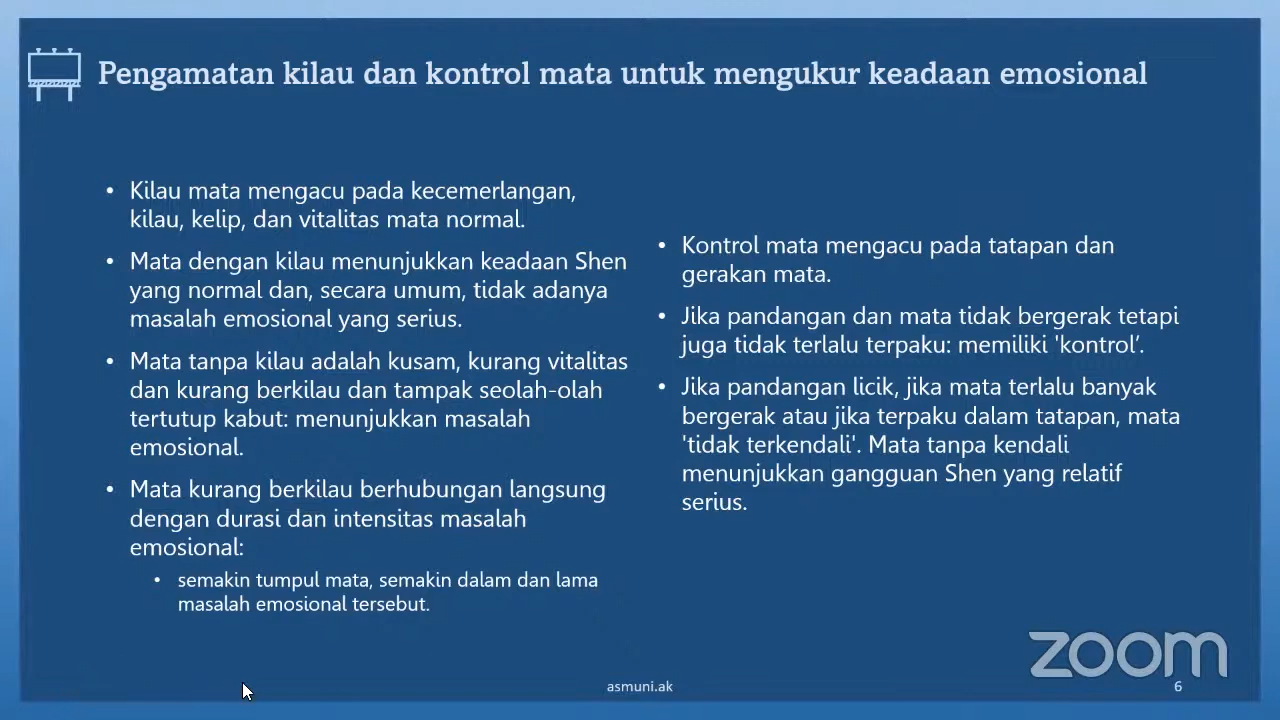 Pengamatan kilau dan kontrol mata untuk mengukur keadaan emosional
• Kilau mata mengacu pada kecemerlangan,
kilau, kelip, dan vitalitas mata normal.
• Mata dengan kilau menunjukkan keadaan Shen
yang normal dan, secara umum, tidak adanya
masalah emosional yang serius.
• Mata tanpa kilau adalah kusam, kurang vitalitas
dan kurang berkilau dan tampak seolah-olah
tertutup kabut: menunjukkan masalah
emosional.
• Mata kurang berkilau berhubungan langsung
dengan durasi dan intensitas masalah
emosional:
• semakin tumpul mata, semakin dalam dan lama
masalah emosional tersebut.
• Kontrol mata mengacu pada tatapan dan
gerakan mata.
• Jika pandangan dan mata tidak bergerak tetapi
juga tidak terlalu terpaku: memiliki 'kontrol’.
• Jika pandangan licik, jika mata terlalu banyak
bergerak atau jika terpaku dalam tatapan, mata
'tidak terkendali'. Mata tanpa kendali
menunjukkan gangguan Shen yang relatif
serius.
zoom
asmuni.ak
6